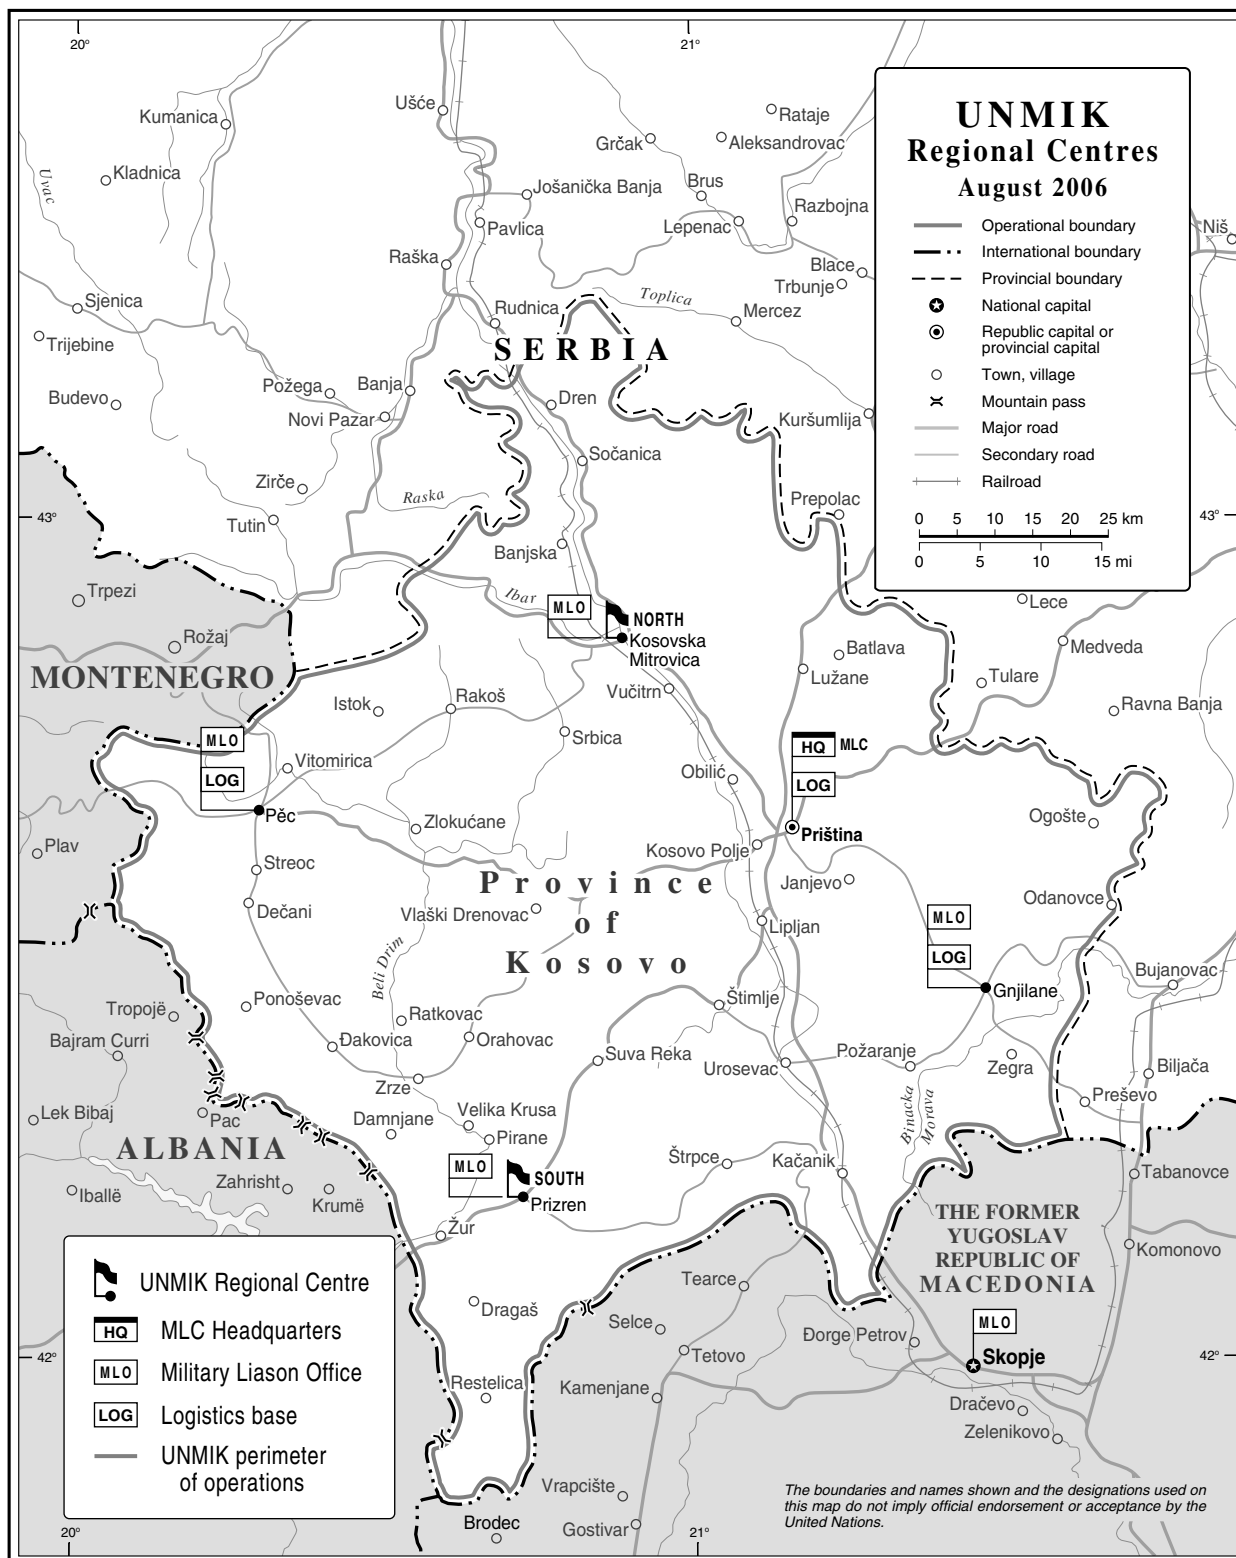 20°
21°
UNMIK
Regional Centres
August 2006
Operational boundary
International boundary
Provincial boundary
National capital
Republic capital or
provincial capital
Town, village
Mountain pass
Major road
Secondary road
Railroad
0 5 10 15 20 25 km
0 5 10 15 mi
Ušće
Kumanica
Rataje
Grčak
Aleksandrovac
Kladnica
Uvac
Jošanička Banja
Brus
Razbojna
Pavlica
Lepenac
Niš
Raška
Blace
Trbunje
Toplica
Sjenica
Rudnica
Mercez
Trijebine
SERBIA
Požega
Banja
Budevo
Dren
Novi Pazar
Kuršumlija
Sočanica
Zirče
Raska
Prepolac
43°
43°
Tutin
Banjska
Trpezi
Ibar
MLO
NORTH
Lece
Rožaj
Kosovska
Mitrovica
Batlava
Medveda
MONTENEGRO
Lužane
Tulare
Vučitrn
Istok
Rakoš
Ravna Banja
MLO
Srbica
HQ
MLC
Vitomirica
Obilić
LOG
LOG
Pěc
Zlokućane
Ogošte
Priština
Plav
Kosovo Polje
Streoc
Janjevo
Province
of
Kosovo
Dečani
Vlaški Drenovac
Odanovce
MLO
Lipljan
LOG
Beli Drim
Bujanovac
Gnjilane
Ponoševac
Štimlje
Tropojë
Ratkovac
Bajram Curri
Đakovica
Orahovac
Suva Reka
Požaranje
Urosevac
Zegra
Biljača
Zrze
Preševo
Lek Bibaj
Pac
Damnjane
Velika Krusa
Binacka
Morava
ALBANIA
Pirane
MLO
SOUTH
Štrpce
Kačanik
Tabanovce
Iballë
Zahrisht
Krumë
Prizren
THE FORMER
YUGOSLAV
REPUBLIC OF
MACEDONIA
Žur
Komonovo
UNMIK Regional Centre
HQ
MLC Headquarters
MLO
Military Liason Office
LOG
Logistics base
UNMIK perimeter
of operations
Tearce
Dragaš
Selce
MLO
Đorge Petrov
Skopje
42°
42°
Tetovo
Restelica
Kamenjane
Dračevo
Zelenikovo
Vrapcište
Brodec
Gostivar
The boundaries and names shown and the designations used on
this map do not imply official endorsement or acceptance by the
United Nations.
20°
21°